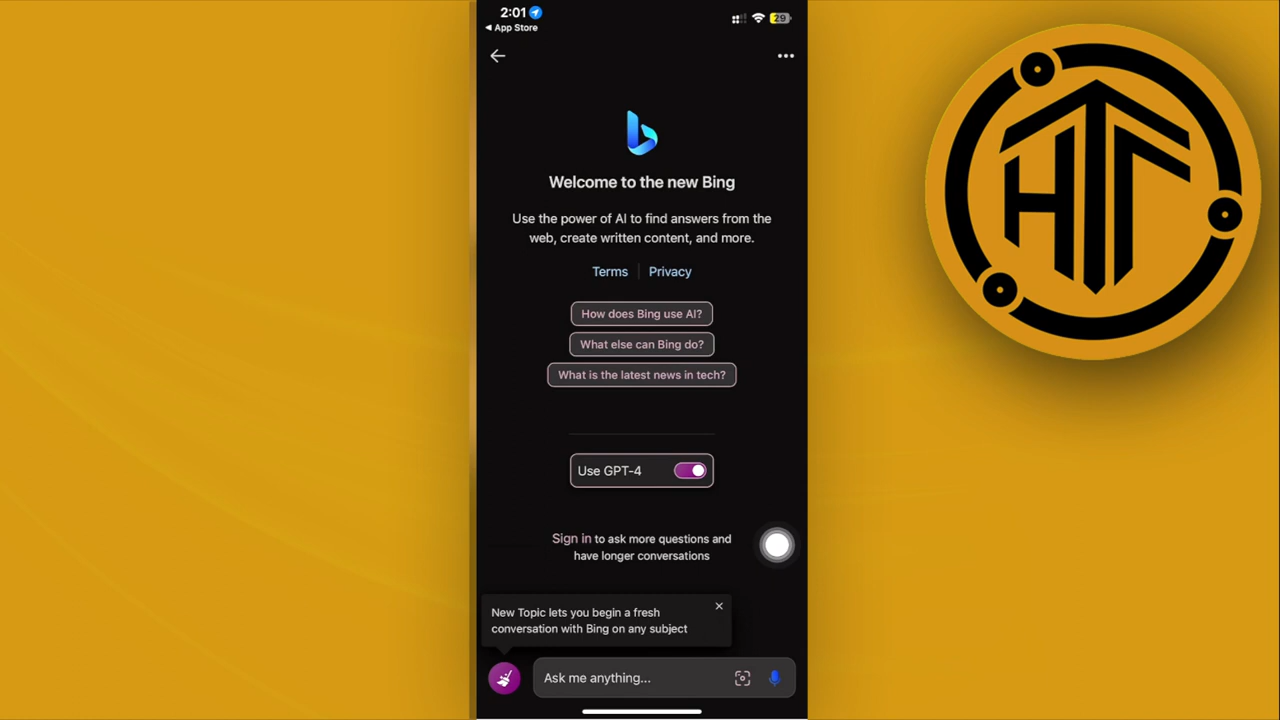 2:01
29
App Store
Welcome to the new Bing
Use the power of AI to find answers from the
web, create written content, and more.
Terms | Privacy
How does Bing use AI?
What else can Bing do?
What is the latest news in tech?
Use GPT-4
Sign in to ask more questions and
have longer conversations
New Topic lets you begin a fresh
conversation with Bing on any subject
Ask me anything...
HTG